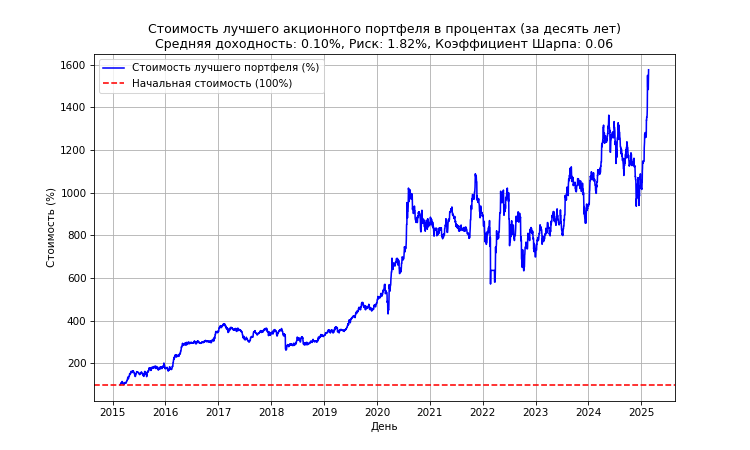 Стоимость лучшего акционного портфеля в процентах (за десять лет)
Средняя доходность: 0.10%, Риск: 1.82%, Коэффициент Шарпа: 0.06
Стоимость лучшего портфеля (%)
Начальная стоимость (100%)
Стоимость (%)
1600
1400
1200
1000
800
600
400
200
2015 2016 2017 2018 2019 2020 2021 2022 2023 2024 2025
День